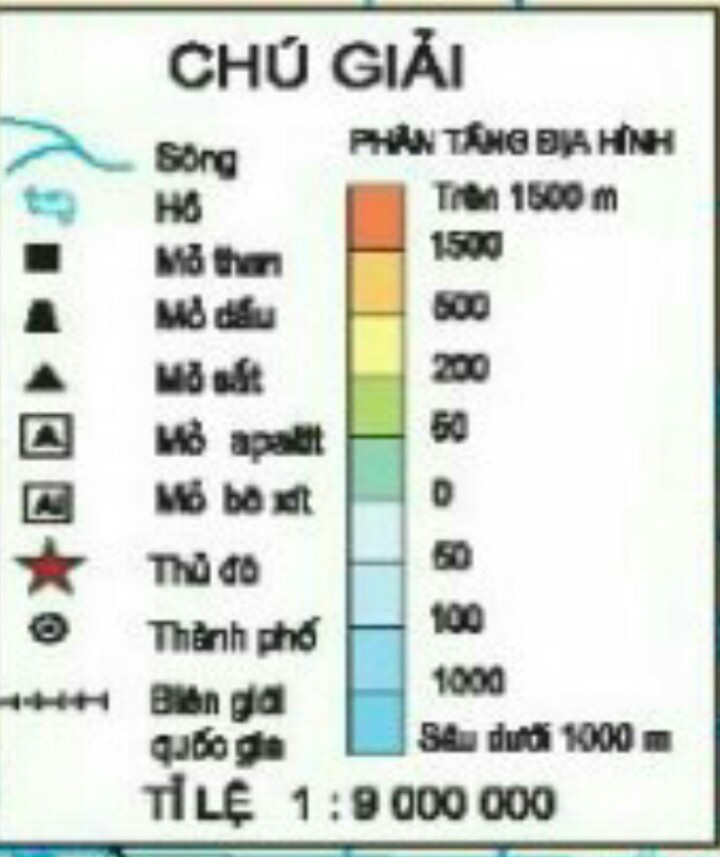 CHÚ GIẢI
Sông
Hồ
Mỏ than
Mỏ dầu
Mỏ sắt
Mỏ apatit
Mỏ bô xít
Thủ đô
Thành phố
Biên giới
quốc gia
PHÂN TẦNG ĐỊA HÌNH
Trên 1500 m
1500
500
200
50
0
50
100
1000
Sâu dưới 1000 m
TỈ LỆ 1 : 9 000 000